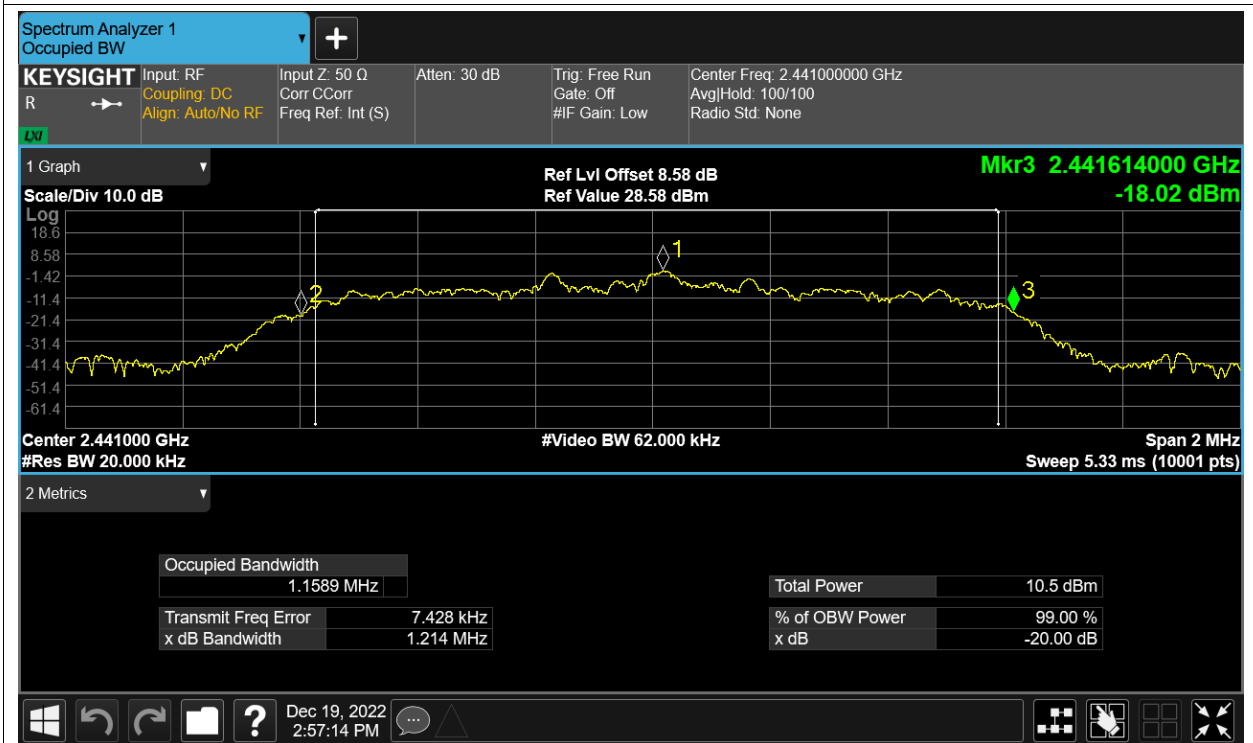 Spectrum Analyzer 1
Occupied BW
▼
+
KEYSIGHT Input: RF Input Z: 50 Ω Atten: 30 dB Trig: Free Run Center Freq: 2.441000000 GHz
R Coupling: DC Corr CCorr Gate: Off Avg|Hold: 100/100
Align: Auto/No RF Freq Ref: Int (S) #IF Gain: Low Radio Std: None
LXI
1 Graph ▼ Ref Lvl Offset 8.58 dB Mkr3 2.441614000 GHz
Scale/Div 10.0 dB Ref Value 28.58 dBm -18.02 dBm
Log
18.6
8.58
-1.42
-11.4
-21.4
-31.4
-41.4
-51.4
-61.4
1
2
3
Center 2.441000 GHz #Video BW 62.000 kHz Span 2 MHz
#Res BW 20.000 kHz Sweep 5.33 ms (10001 pts)
2 Metrics ▼
Occupied Bandwidth
1.1589 MHz Total Power 10.5 dBm
Transmit Freq Error 7.428 kHz % of OBW Power 99.00 %
x dB Bandwidth 1.214 MHz x dB -20.00 dB
? Dec 19, 2022
2:57:14 PM